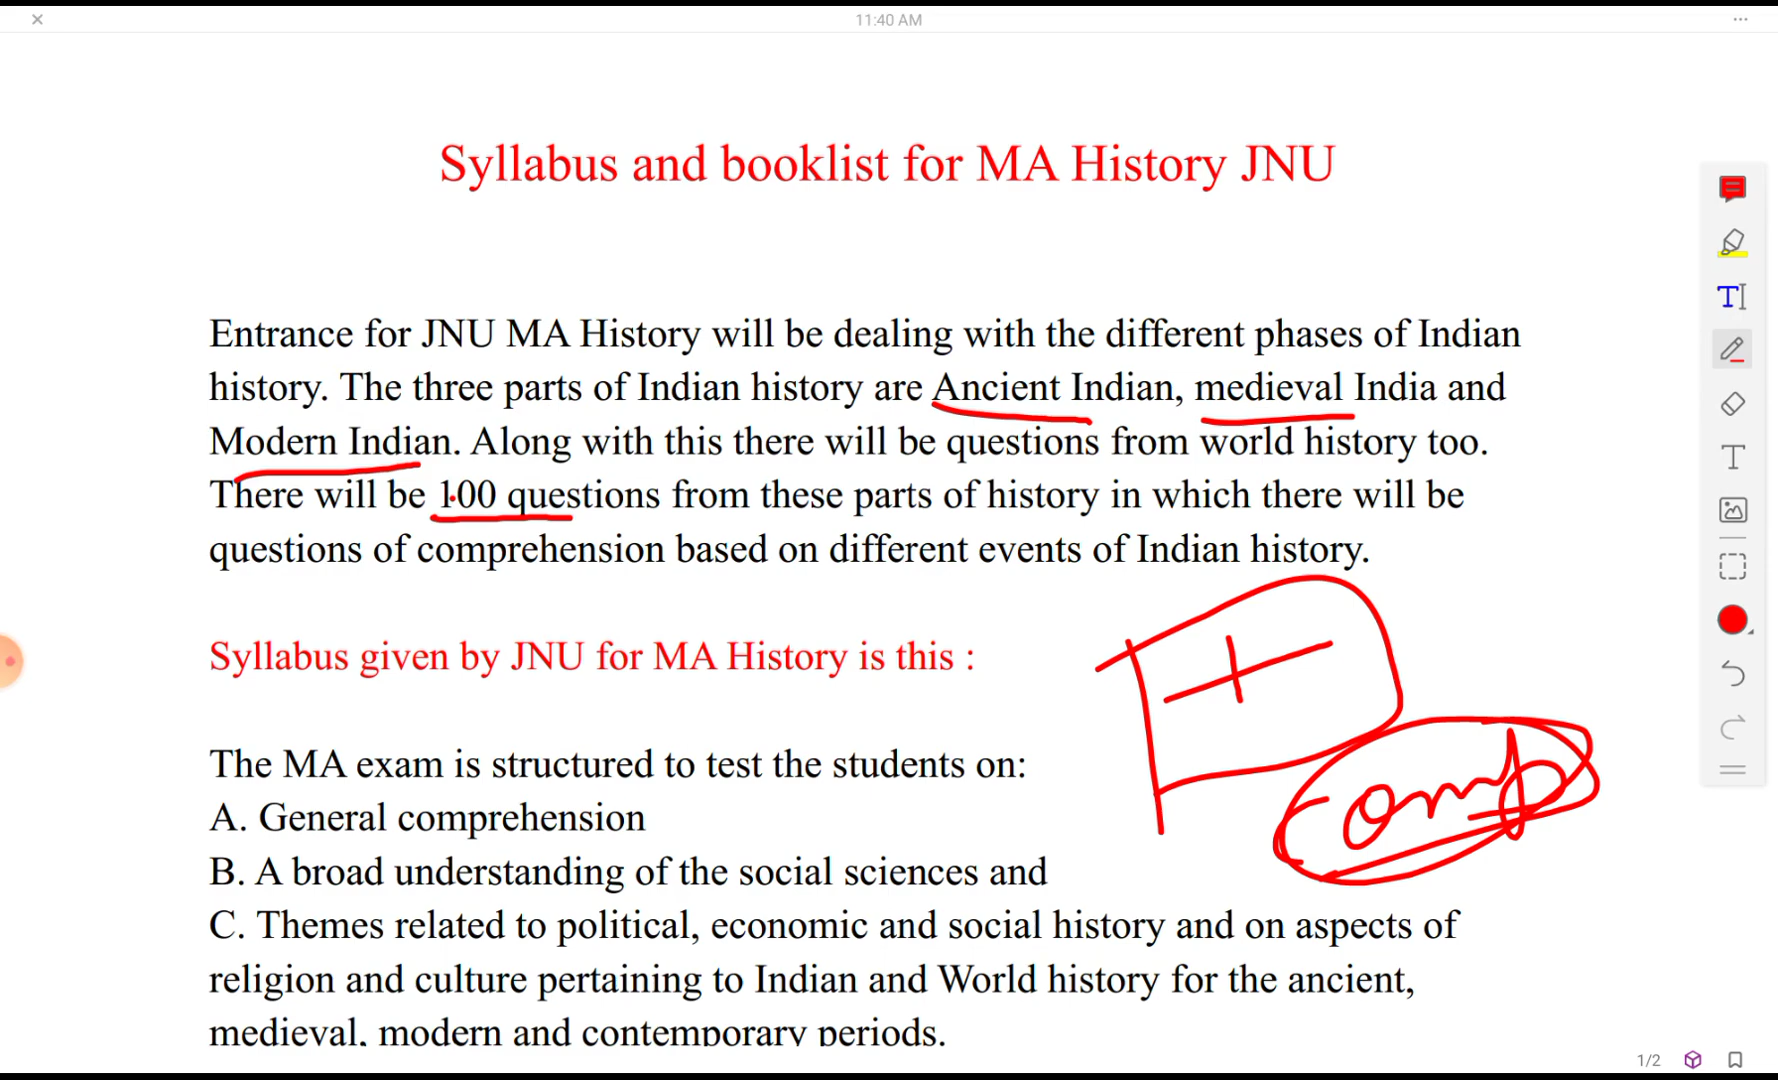 11:40 AM
Syllabus and booklist for MA History JNU
Entrance for JNU MA History will be dealing with the different phases of Indian
history. The three parts of Indian history are Ancient Indian, medieval India and
Modern Indian. Along with this there will be questions from world history too.
There will be 100 questions from these parts of history in which there will be
questions of comprehension based on different events of Indian history.
Syllabus given by JNU for MA History is this :
The MA exam is structured to test the students on:
Comp
A. General comprehension
B. A broad understanding of the social sciences and
C. Themes related to political, economic and social history and on aspects of
religion and culture pertaining to Indian and World history for the ancient,
medieval, modern and contemporary periods.
1/2